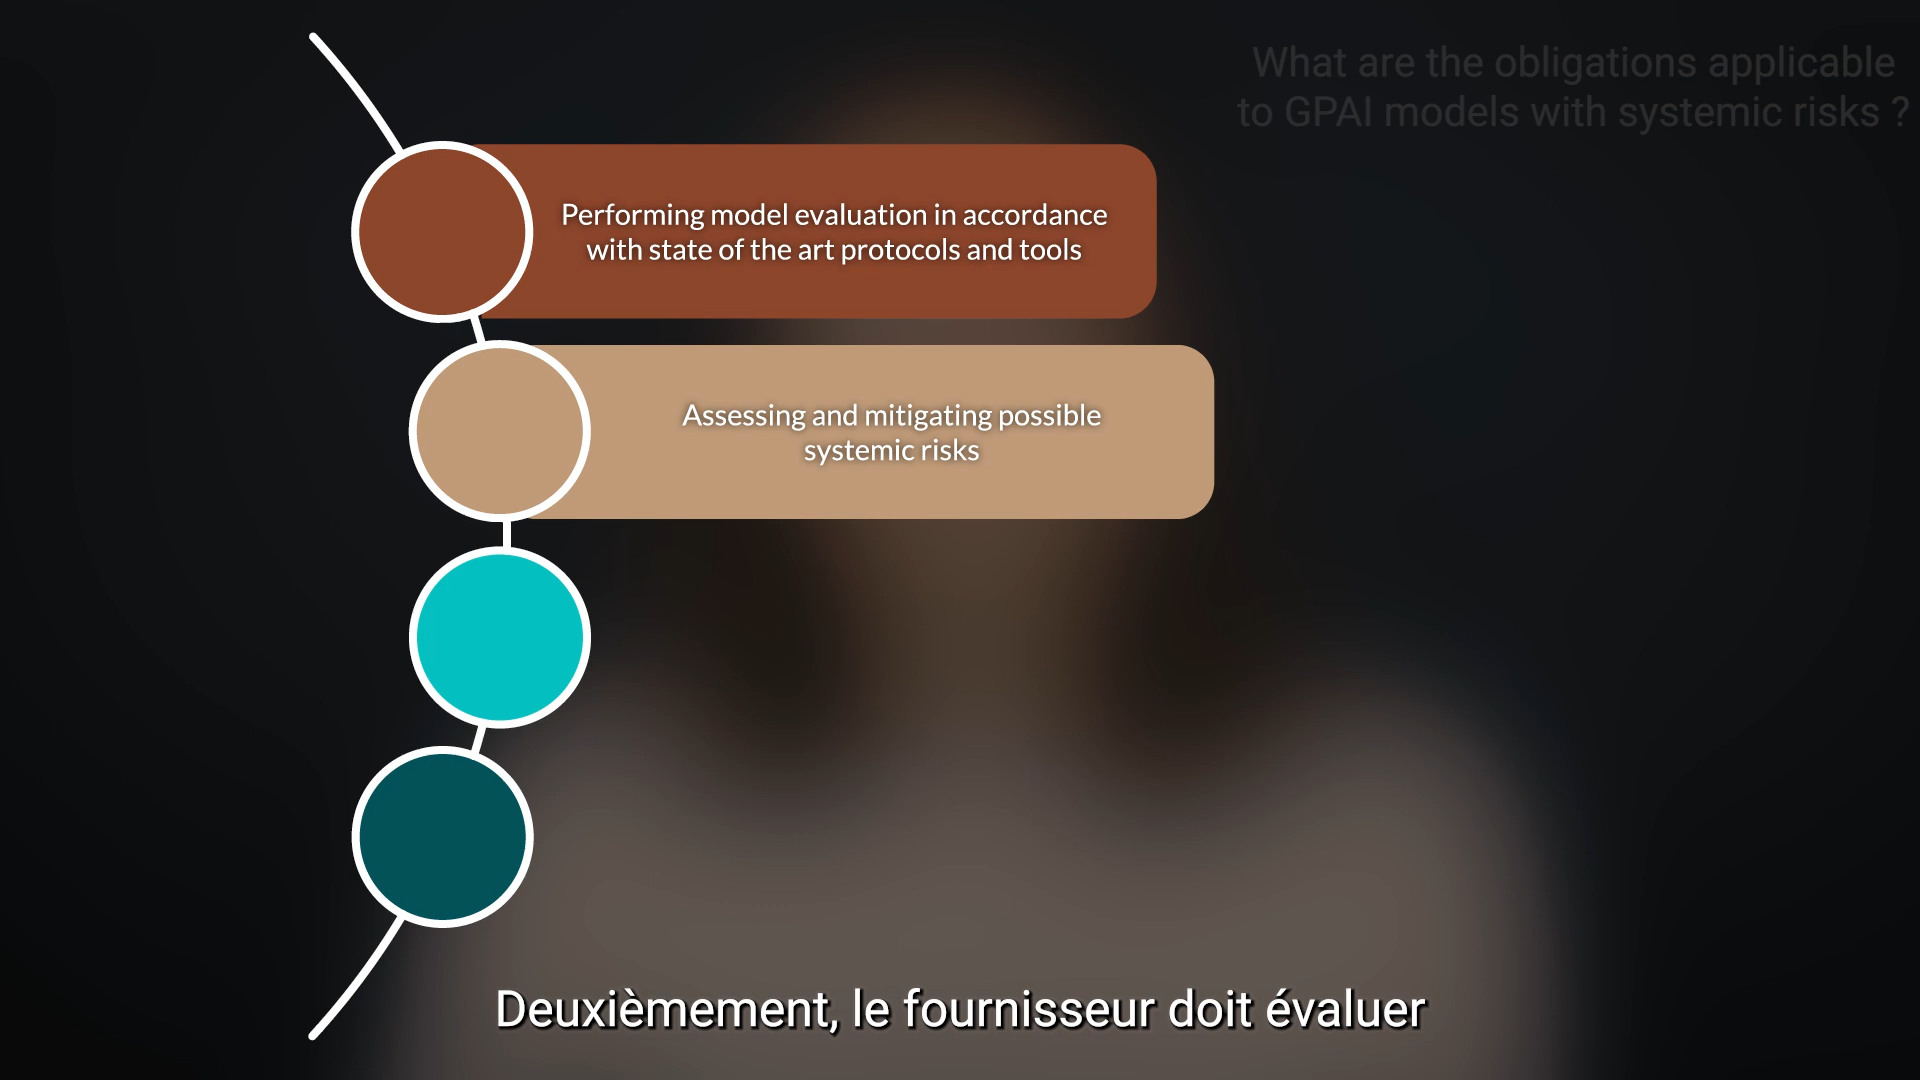 What are the obligations applicable
to GPAI models with systemic risks ?
Performing model evaluation in accordance
with state of the art protocols and tools
Assessing and mitigating possible
systemic risks
Deuxièmement, le fournisseur doit évaluer